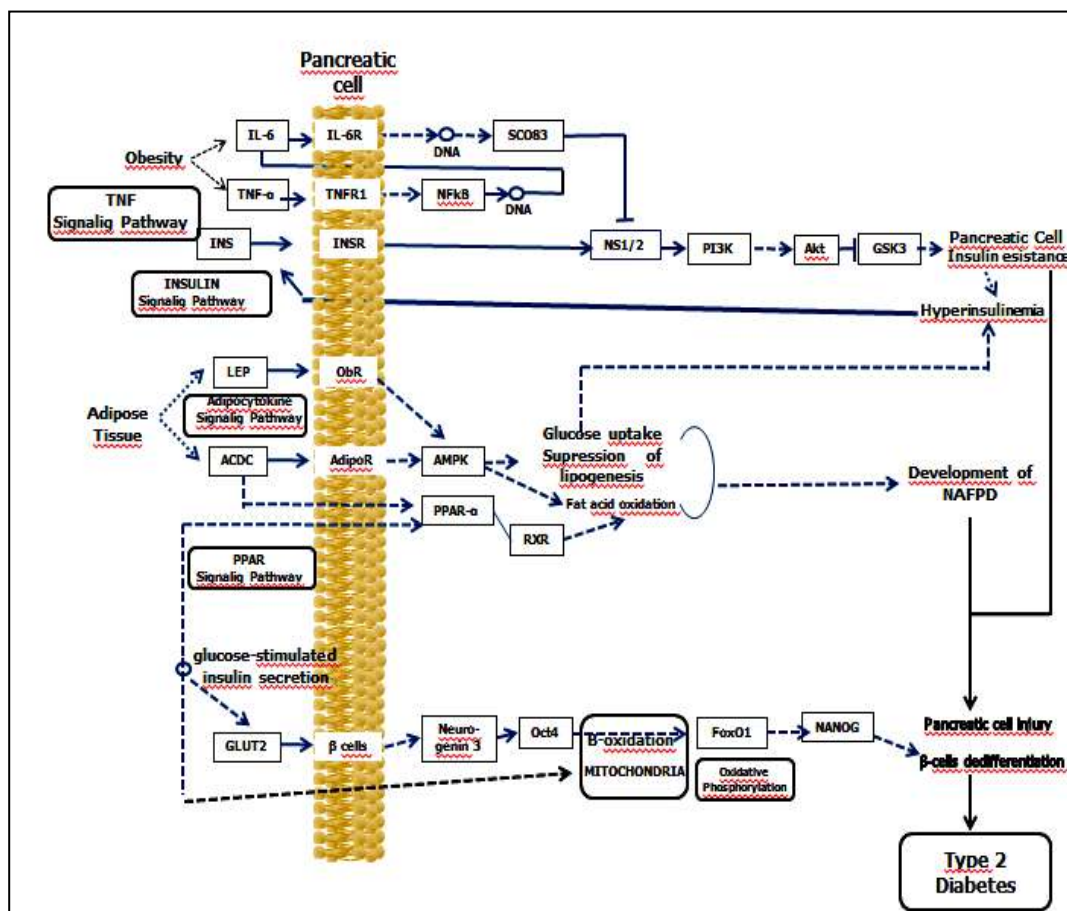 Pancreatic
cell
IL-6
IL-6R
DNA
SCO83
Obesity
TNF-α
TNFR1
NFkB
DNA
TNF
Signalig Pathway
INS
INSR
NS1/2
PI3K
Akt
GSK3
Pancreatic Cell
Insulin esistance
INSULIN
Signalig Pathway
Hyperinsulinemia
LEP
ObR
Adipocytokine
Signalig Pathway
Adipose
Tissue
ACDC
AdipoR
AMPK
Glucose uptake
Supression of
lipogenesis
Fat acid oxidation
Development of
NAFPD
PPAR-α
RXR
PPAR
Signalig Pathway
glucose-stimulated
insulin secretion
GLUT2
β cells
Neuro-
genin 3
Oct4
B-oxidation
MITOCHONDRIA
FoxO1
Oxidative
Phosphorylation
NANOG
Pancreatic cell injury
β-cells dedifferentiation
Type 2
Diabetes